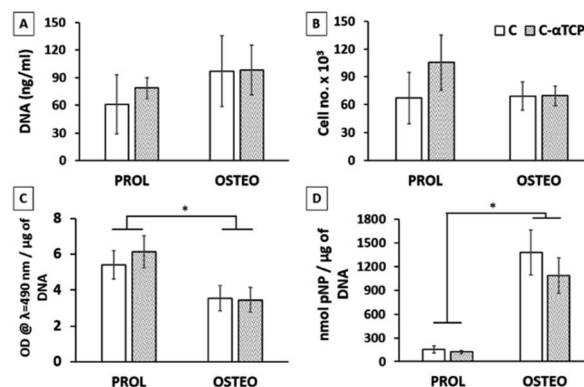 A
DNA (ng/ml)
150
120
90
60
30
0
PROL
OSTEO
B
C
C-αTCP
Cell no. x 10³
150
120
90
60
30
0
PROL
OSTEO
C
OD @ λ=490 nm / μg of
DNA
8
6
4
2
0
*
PROL
OSTEO
D
nmol pNP / μg of
DNA
1800
1500
1200
900
600
300
0
*
PROL
OSTEO